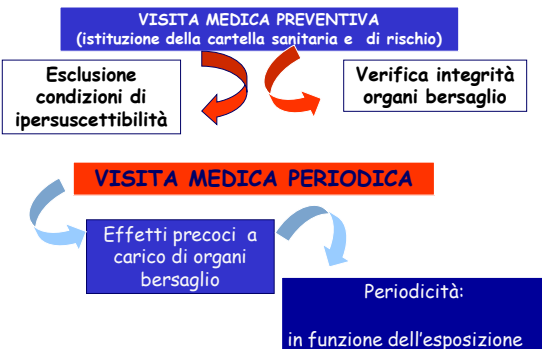 VISITA MEDICA PREVENTIVA
(istituzione della cartella sanitaria e di rischio)
Esclusione
condizioni di
ipersuscettibilità
Verifica integrità
organi bersaglio
VISITA MEDICA PERIODICA
Effetti precoci a
carico di organi
bersaglio
Periodicità:
in funzione dell'esposizione